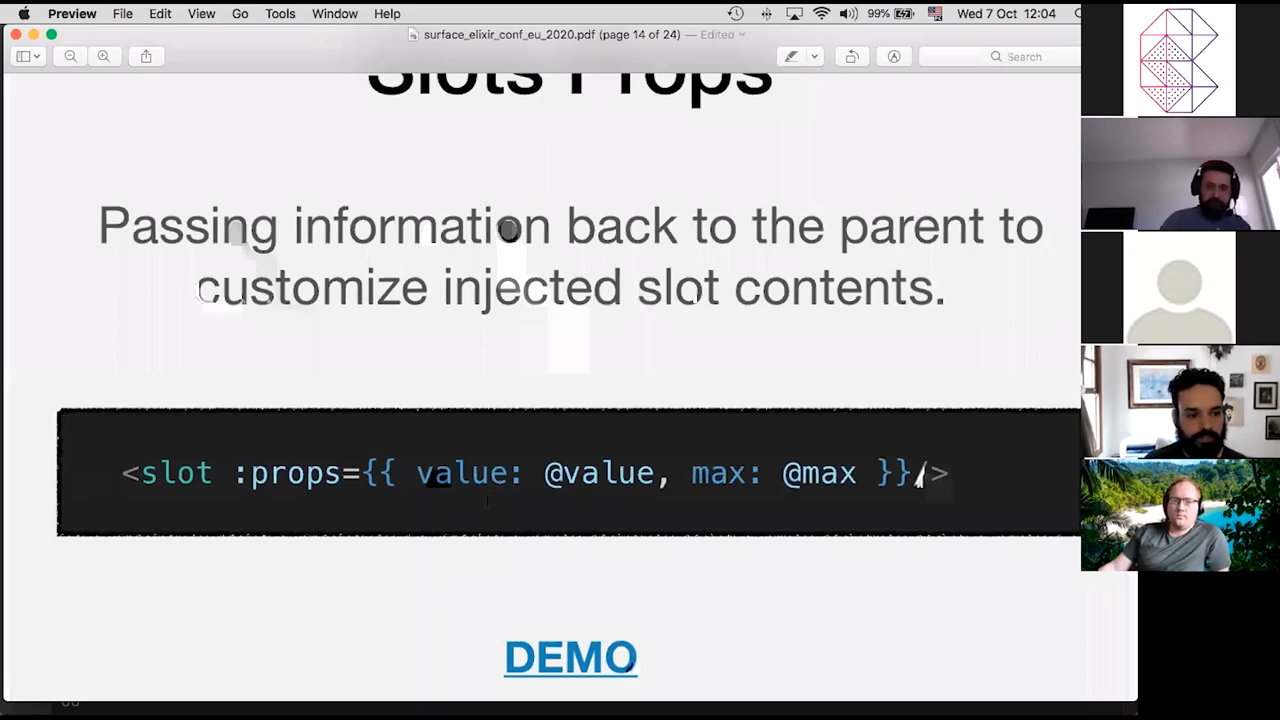 Preview File Edit View Go Tools Window Help 99% Wed 7 Oct 12:04
surface_elixir_conf_eu_2020.pdf (page 14 of 24) — Edited
Search
Slots Props
Passing information back to the parent to
customize injected slot contents.
<slot :props={{ value: @value, max: @max }}/>
DEMO